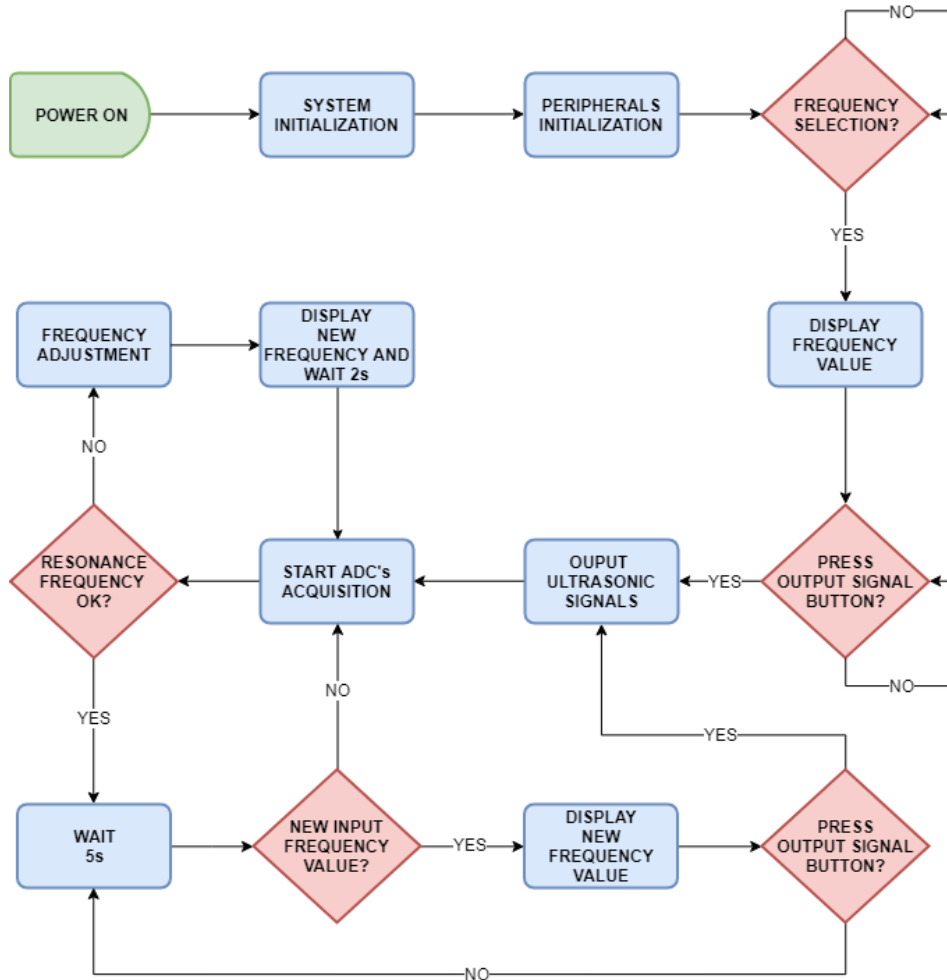 NO
POWER ON
SYSTEM
INITIALIZATION
PERIPHERALS
INITIALIZATION
FREQUENCY
SELECTION?
YES
FREQUENCY
ADJUSTMENT
DISPLAY
NEW
FREQUENCY AND
WAIT 2s
DISPLAY
FREQUENCY
VALUE
NO
RESONANCE
FREQUENCY
OK?
START ADC's
ACQUISITION
OUPUT
ULTRASONIC
SIGNALS
YES
PRESS
OUTPUT SIGNAL
BUTTON?
NO
YES
NO
YES
WAIT
5s
NEW INPUT
FREQUENCY
VALUE?
YES
DISPLAY
NEW
FREQUENCY
VALUE
PRESS
OUTPUT SIGNAL
BUTTON?
NO